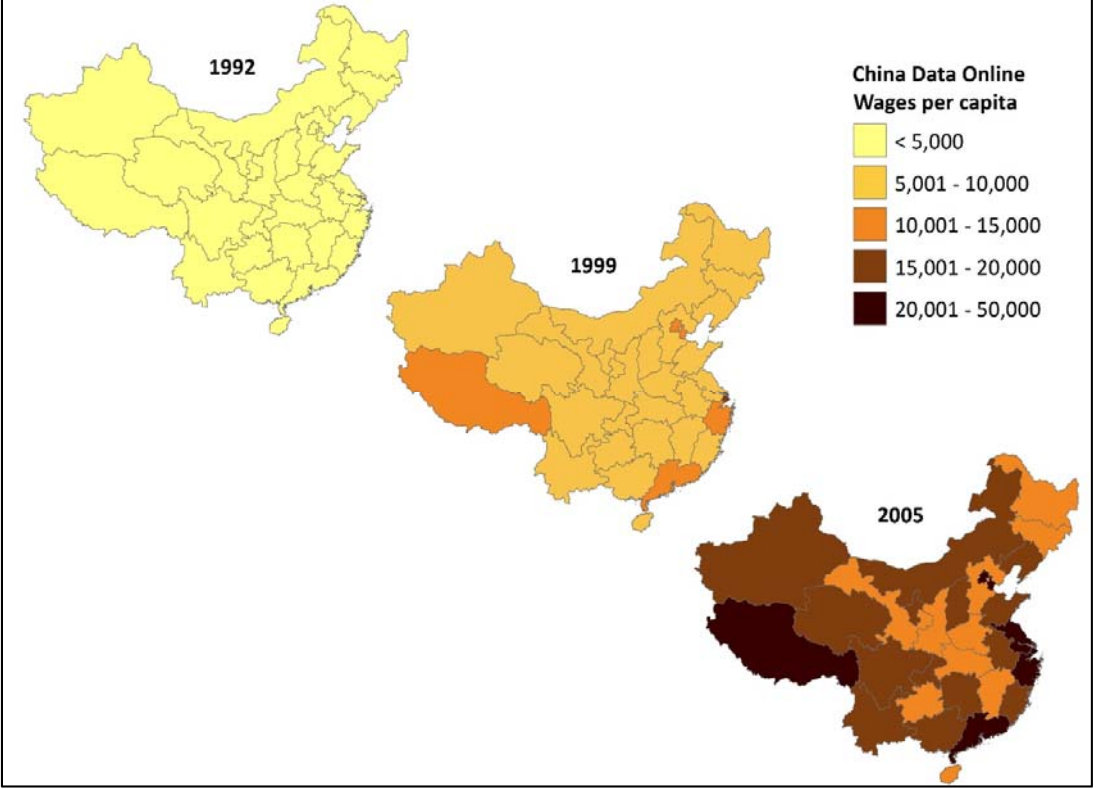 1992
China Data Online
Wages per capita
< 5,000
5,001 - 10,000
10,001 - 15,000
15,001 - 20,000
20,001 - 50,000
1999
2005